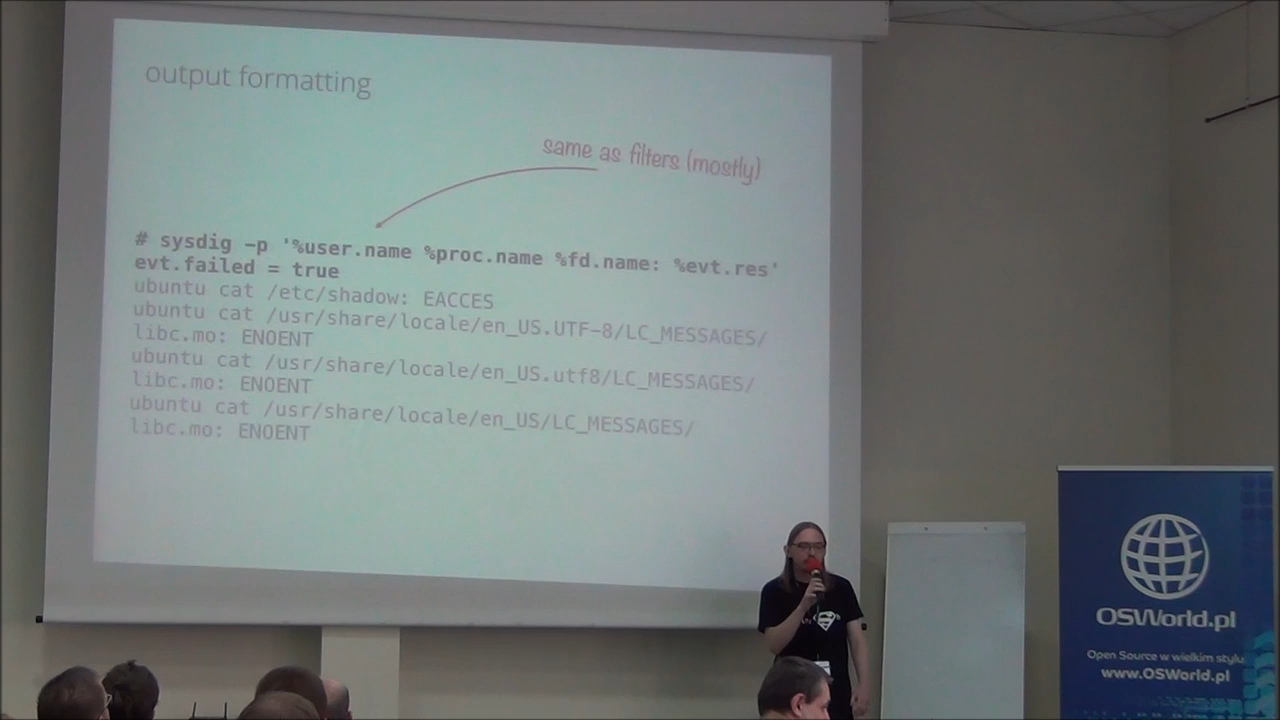 output formatting
same as filters (mostly)
# sysdig -p '%user.name %proc.name %fd.name: %evt.res'
evt.failed = true
ubuntu cat /etc/shadow: EACCES
ubuntu cat /usr/share/locale/en_US.UTF-8/LC_MESSAGES/
libc.mo: ENOENT
ubuntu cat /usr/share/locale/en_US.utf8/LC_MESSAGES/
libc.mo: ENOENT
ubuntu cat /usr/share/locale/en_US/LC_MESSAGES/
libc.mo: ENOENT
OSWorld.pl
Open Source w wielkim stylu
www.OSWorld.pl